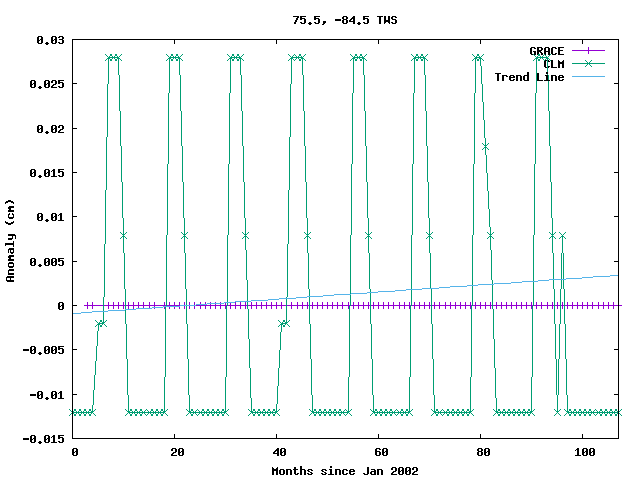 75.5, -84.5 TWS
GRACE
CLM
Trend Line
0.03
0.025
0.02
0.015
0.01
0.005
0
-0.005
-0.01
-0.015
Anomaly (cm)
0 20 40 60 80 100
Months since Jan 2002